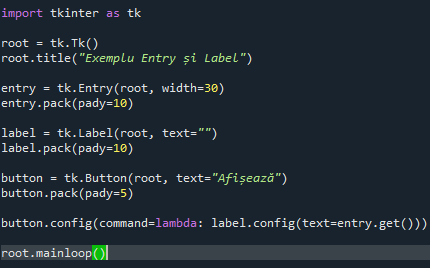 import tkinter as tk
root = tk.Tk()
root.title("Exemplu Entry și Label")
entry = tk.Entry(root, width=30)
entry.pack(pady=10)
label = tk.Label(root, text="")
label.pack(pady=10)
button = tk.Button(root, text="Afișează")
button.pack(pady=5)
button.config(command=lambda: label.config(text=entry.get()))
root.mainloop()